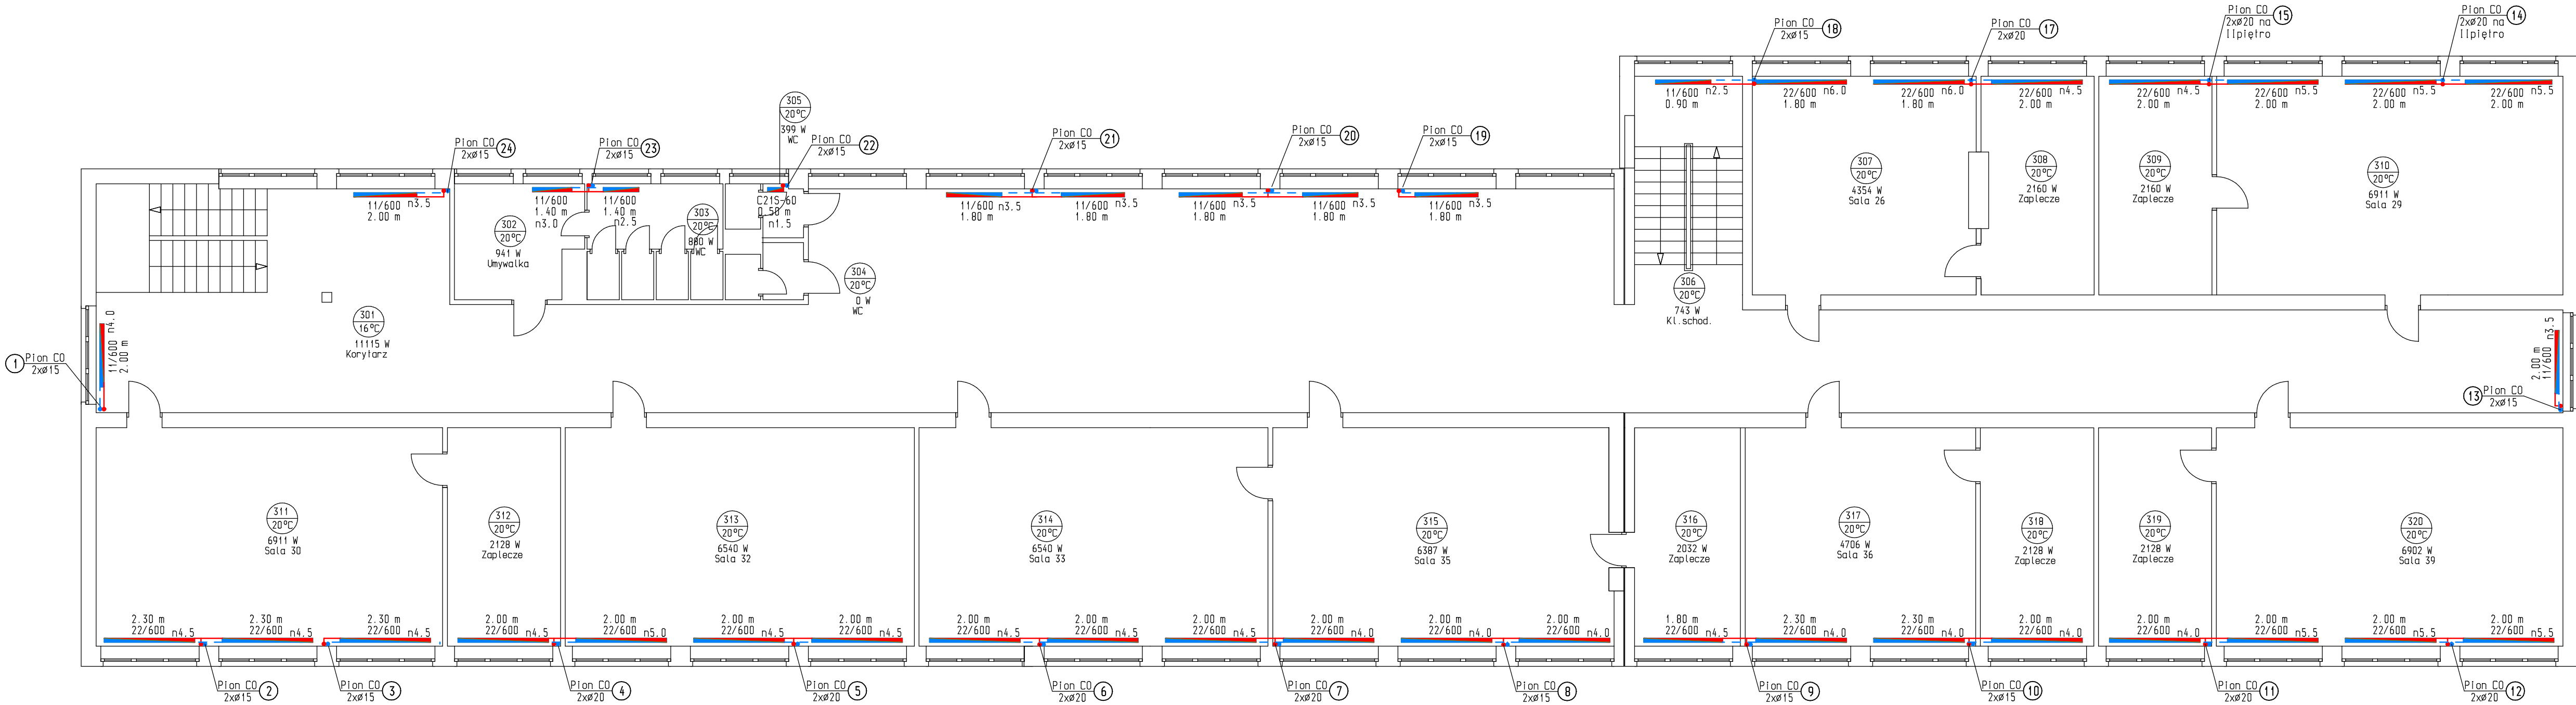 Pion CO
2xø15
18
Pion CO
2xø20
17
Pion CO
2xø20 na
IIpiętro
15
Pion CO
2xø20 na
IIpiętro
14
11/600 n2.5
0.90 m
22/600 n6.0
1.80 m
22/600 n6.0
1.80 m
22/600 n4.5
2.00 m
22/600 n4.5
2.00 m
22/600 n5.5
2.00 m
22/600 n5.5
2.00 m
22/600 n5.5
2.00 m
305
20°C
399 W
WC
Pion CO
2xø15
24
Pion CO
2xø15
23
Pion CO
2xø15
22
Pion CO
2xø15
21
Pion CO
2xø15
20
Pion CO
2xø15
19
11/600 n3.5
2.00 m
11/600
1.40 m
n3.0
11/600
1.40 m
n2.5
C21S-60
0.50 m
n1.5
11/600 n3.5
1.80 m
11/600 n3.5
1.80 m
11/600 n3.5
1.80 m
11/600 n3.5
1.80 m
11/600 n3.5
1.80 m
302
20°C
941 W
Umywalka
303
20°C
880 W
WC
304
20°C
0 W
WC
301
16°C
11115 W
Korytarz
306
20°C
743 W
Kl.schod.
307
20°C
4354 W
Sala 26
308
20°C
2160 W
Zaplecze
309
20°C
2160 W
Zaplecze
310
20°C
6911 W
Sala 29
1
Pion CO
2xø15
11/600 n4.0
2.00 m
2.00 m
11/600 n3.5
13
Pion CO
2xø15
311
20°C
6911 W
Sala 30
312
20°C
2128 W
Zaplecze
313
20°C
6540 W
Sala 32
314
20°C
6540 W
Sala 33
315
20°C
6387 W
Sala 35
316
20°C
2032 W
Zaplecze
317
20°C
4706 W
Sala 36
318
20°C
2128 W
Zaplecze
319
20°C
2128 W
Zaplecze
320
20°C
6902 W
Sala 39
2.30 m
22/600 n4.5
2.30 m
22/600 n4.5
2.30 m
22/600 n4.5
2.00 m
22/600 n4.5
2.00 m
22/600 n5.0
2.00 m
22/600 n4.5
2.00 m
22/600 n4.5
2.00 m
22/600 n4.5
2.00 m
22/600 n4.5
2.00 m
22/600 n4.5
2.00 m
22/600 n4.0
2.00 m
22/600 n4.0
2.00 m
22/600 n4.0
1.80 m
22/600 n4.5
2.30 m
22/600 n4.0
2.30 m
22/600 n4.0
2.00 m
22/600 n4.0
2.00 m
22/600 n4.0
2.00 m
22/600 n5.5
2.00 m
22/600 n5.5
2.00 m
22/600 n5.5
Pion CO
2xø15
2
Pion CO
2xø15
3
Pion CO
2xø20
4
Pion CO
2xø20
5
Pion CO
2xø20
6
Pion CO
2xø20
7
Pion CO
2xø15
8
Pion CO
2xø15
9
Pion CO
2xø15
10
Pion CO
2xø20
11
Pion CO
2xø20
12